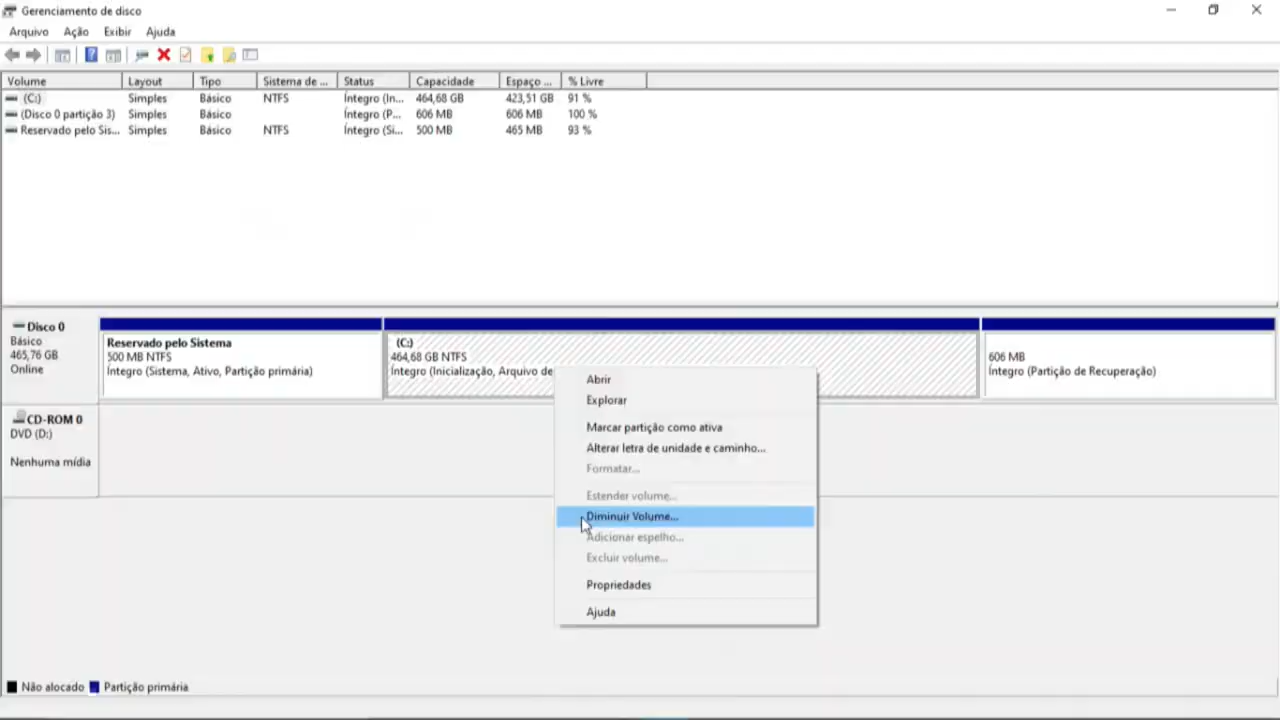 Gerenciamento de disco
Arquivo Ação Exibir Ajuda
Volume Layout Tipo Sistema de ... Status Capacidade Espaço ... % Livre
(C:) Simples Básico NTFS Íntegro (In... 464,68 GB 423,51 GB 91 %
(Disco 0 partição 3) Simples Básico Íntegro (P... 606 MB 606 MB 100 %
Reservado pelo Sis... Simples Básico NTFS Íntegro (Si... 500 MB 465 MB 93 %
Disco 0
Básico
465,76 GB
Online
Reservado pelo Sistema
500 MB NTFS
Íntegro (Sistema, Ativo, Partição primária)
(C:)
464,68 GB NTFS
Íntegro (Inicialização, Arquivo de
606 MB
Íntegro (Partição de Recuperação)
CD-ROM 0
DVD (D:)
Nenhuma mídia
Abrir
Explorar
Marcar partição como ativa
Alterar letra de unidade e caminho...
Formatar...
Estender volume...
Diminuir Volume...
Adicionar espelho...
Excluir volume...
Propriedades
Ajuda
Não alocado Partição primária